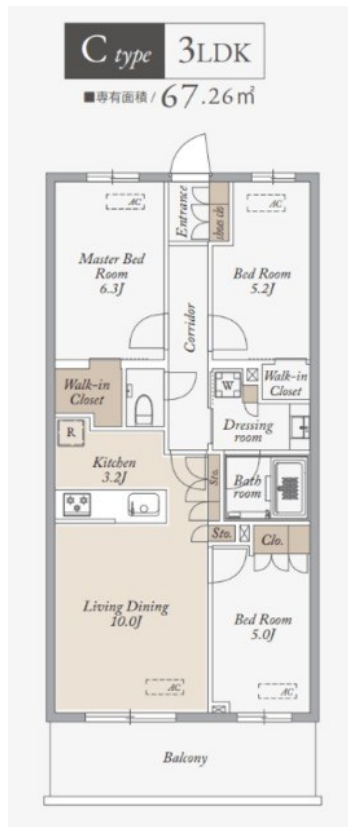 C type 3LDK
■専有面積 / 67.26㎡
Entrance
shoes clo
AC
AC
Master Bed
Room
6.3J
Bed Room
5.2J
Corridor
Walk-in
Closet
W
Walk-in
Closet
R
Dressing
room
Kitchen
3.2J
Sto.
Bath
room
Sto.
Clo.
Living Dining
10.0J
Bed Room
5.0J
AC
AC
Balcony